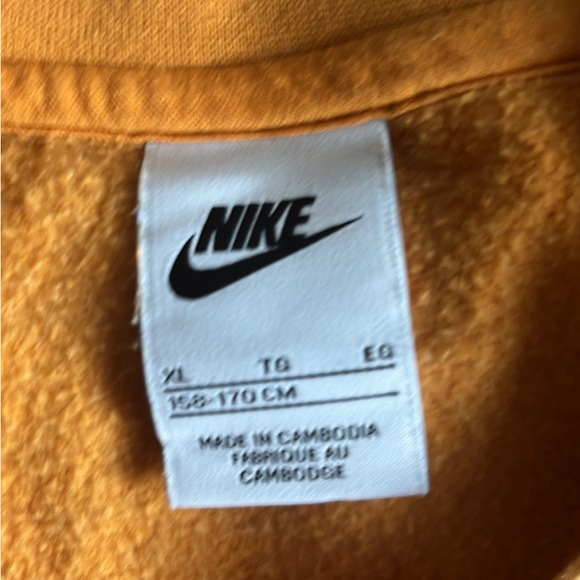 NIKE
XL TG EG
158-170 CM
MADE IN CAMBODIA
FABRIQUE AU
CAMBODGE